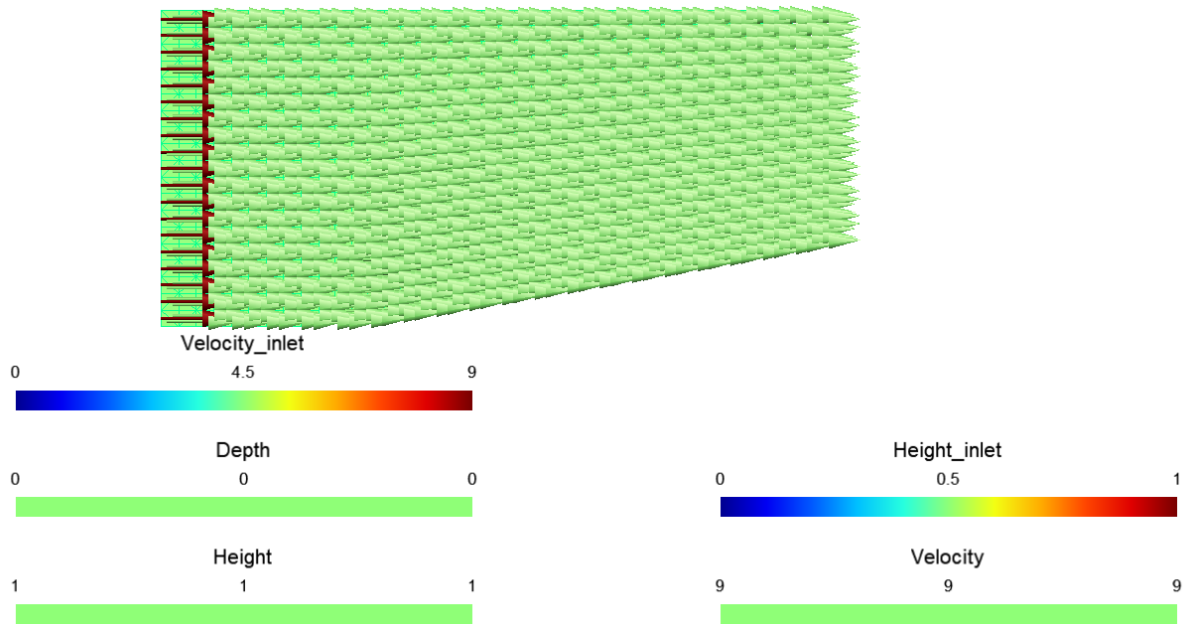 Velocity_inlet
0 4.5 9
Depth
0 0 0
Height_inlet
0 0.5 1
Height
1 1 1
Velocity
9 9 9